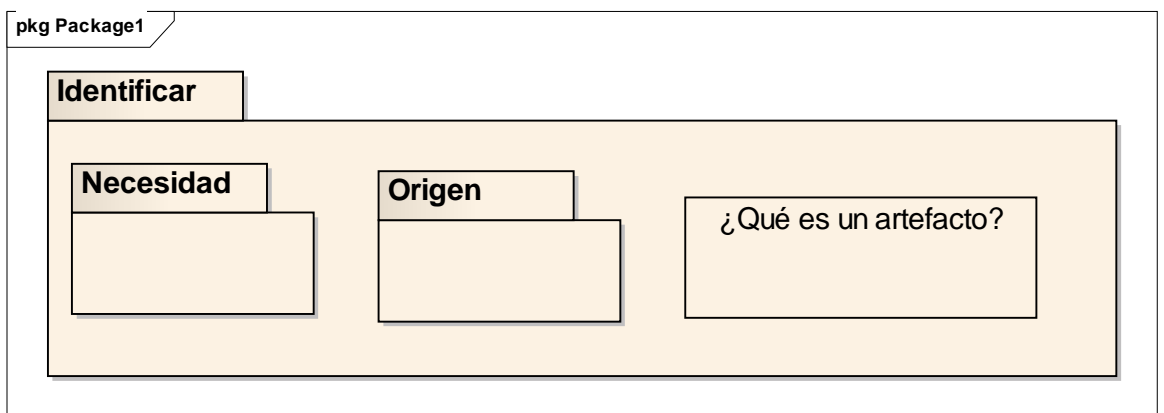 pkg Package1
Identificar
Necesidad
Origen
¿Qué es un artefacto?